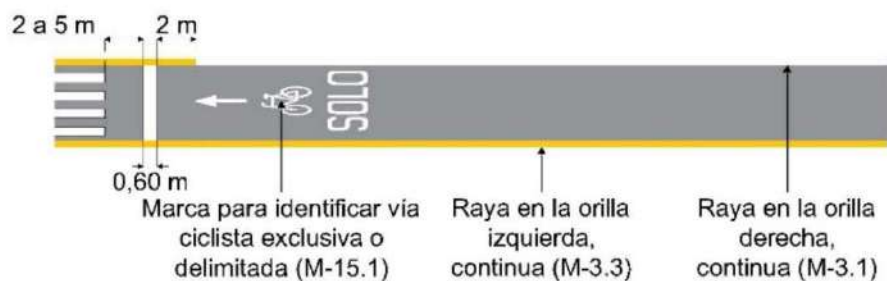 2 a 5 m
2 m
SOLO
0,60 m
Marca para identificar vía
ciclista exclusiva o
delimitada (M-15.1)
Raya en la orilla
izquierda,
continua (M-3.3)
Raya en la orilla
derecha,
continua (M-3.1)